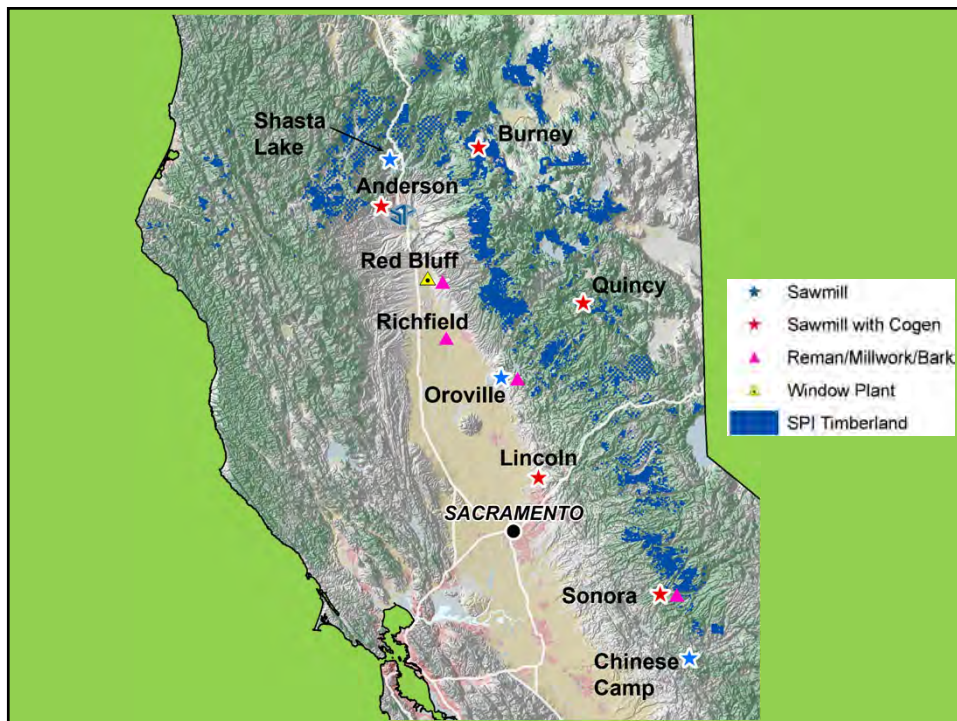 Shasta
Lake
Burney
Anderson
Red Bluff
Quincy
Richfield
Oroville
Lincoln
SACRAMENTO
Sonora
Chinese
Camp
Sawmill
Sawmill with Cogen
Reman/Millwork/Bark
Window Plant
SPI Timberland